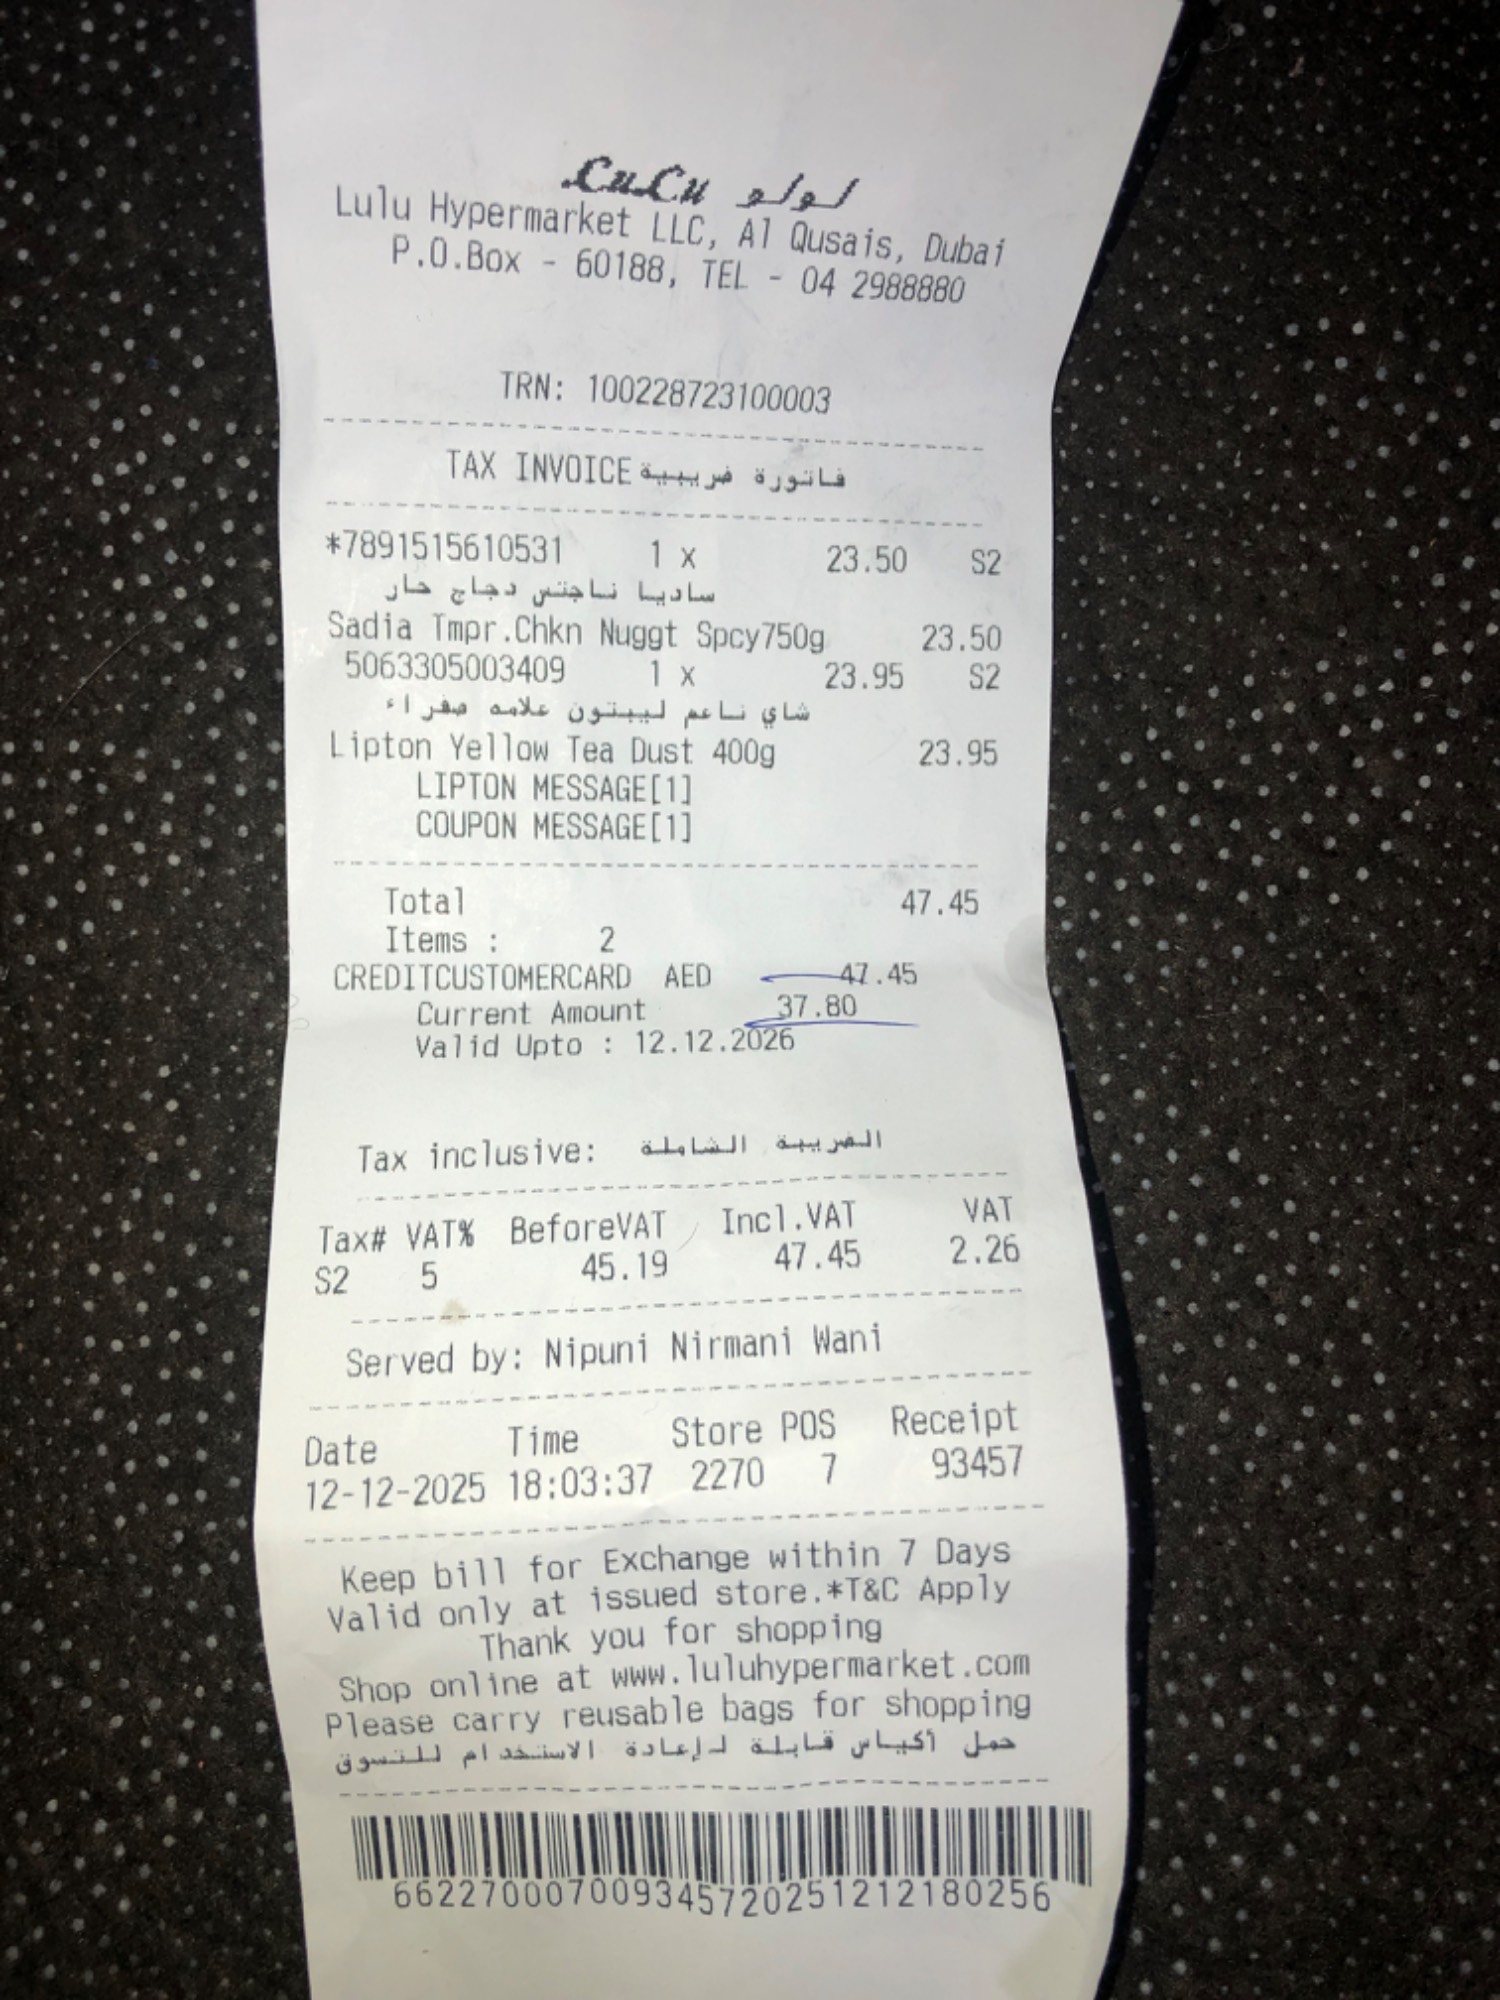 LuLu لولو
Lulu Hypermarket LLC, Al Qusais, Dubai
P.O.Box - 60188, TEL - 04 2988880
TRN: 100228723100003
TAX INVOICE فاتورة ضريبية
*7891515610531 1 x 23.50 S2
ساديا ناجتس دجاج حار
Sadia Tmpr.Chkn Nuggt Spcy750g 23.50
5063305003409 1 x 23.95 S2
شاي ناعم ليبتون علامه صفراء
Lipton Yellow Tea Dust 400g 23.95
LIPTON MESSAGE[1]
COUPON MESSAGE[1]
Total 47.45
Items : 2
CREDITCUSTOMERCARD AED 47.45
Current Amount 37.80
Valid Upto : 12.12.2026
Tax inclusive: الضريبة الشاملة
Tax# VAT% BeforeVAT Incl.VAT VAT
S2 5 45.19 47.45 2.26
Served by: Nipuni Nirmani Wani
Date Time Store POS Receipt
12-12-2025 18:03:37 2270 7 93457
Keep bill for Exchange within 7 Days
Valid only at issued store.*T&C Apply
Thank you for shopping
Shop online at www.luluhypermarket.com
Please carry reusable bags for shopping
حمل أكياس قابلة لإعادة الاستخدام للتسوق
6622700070093457202512121802​56